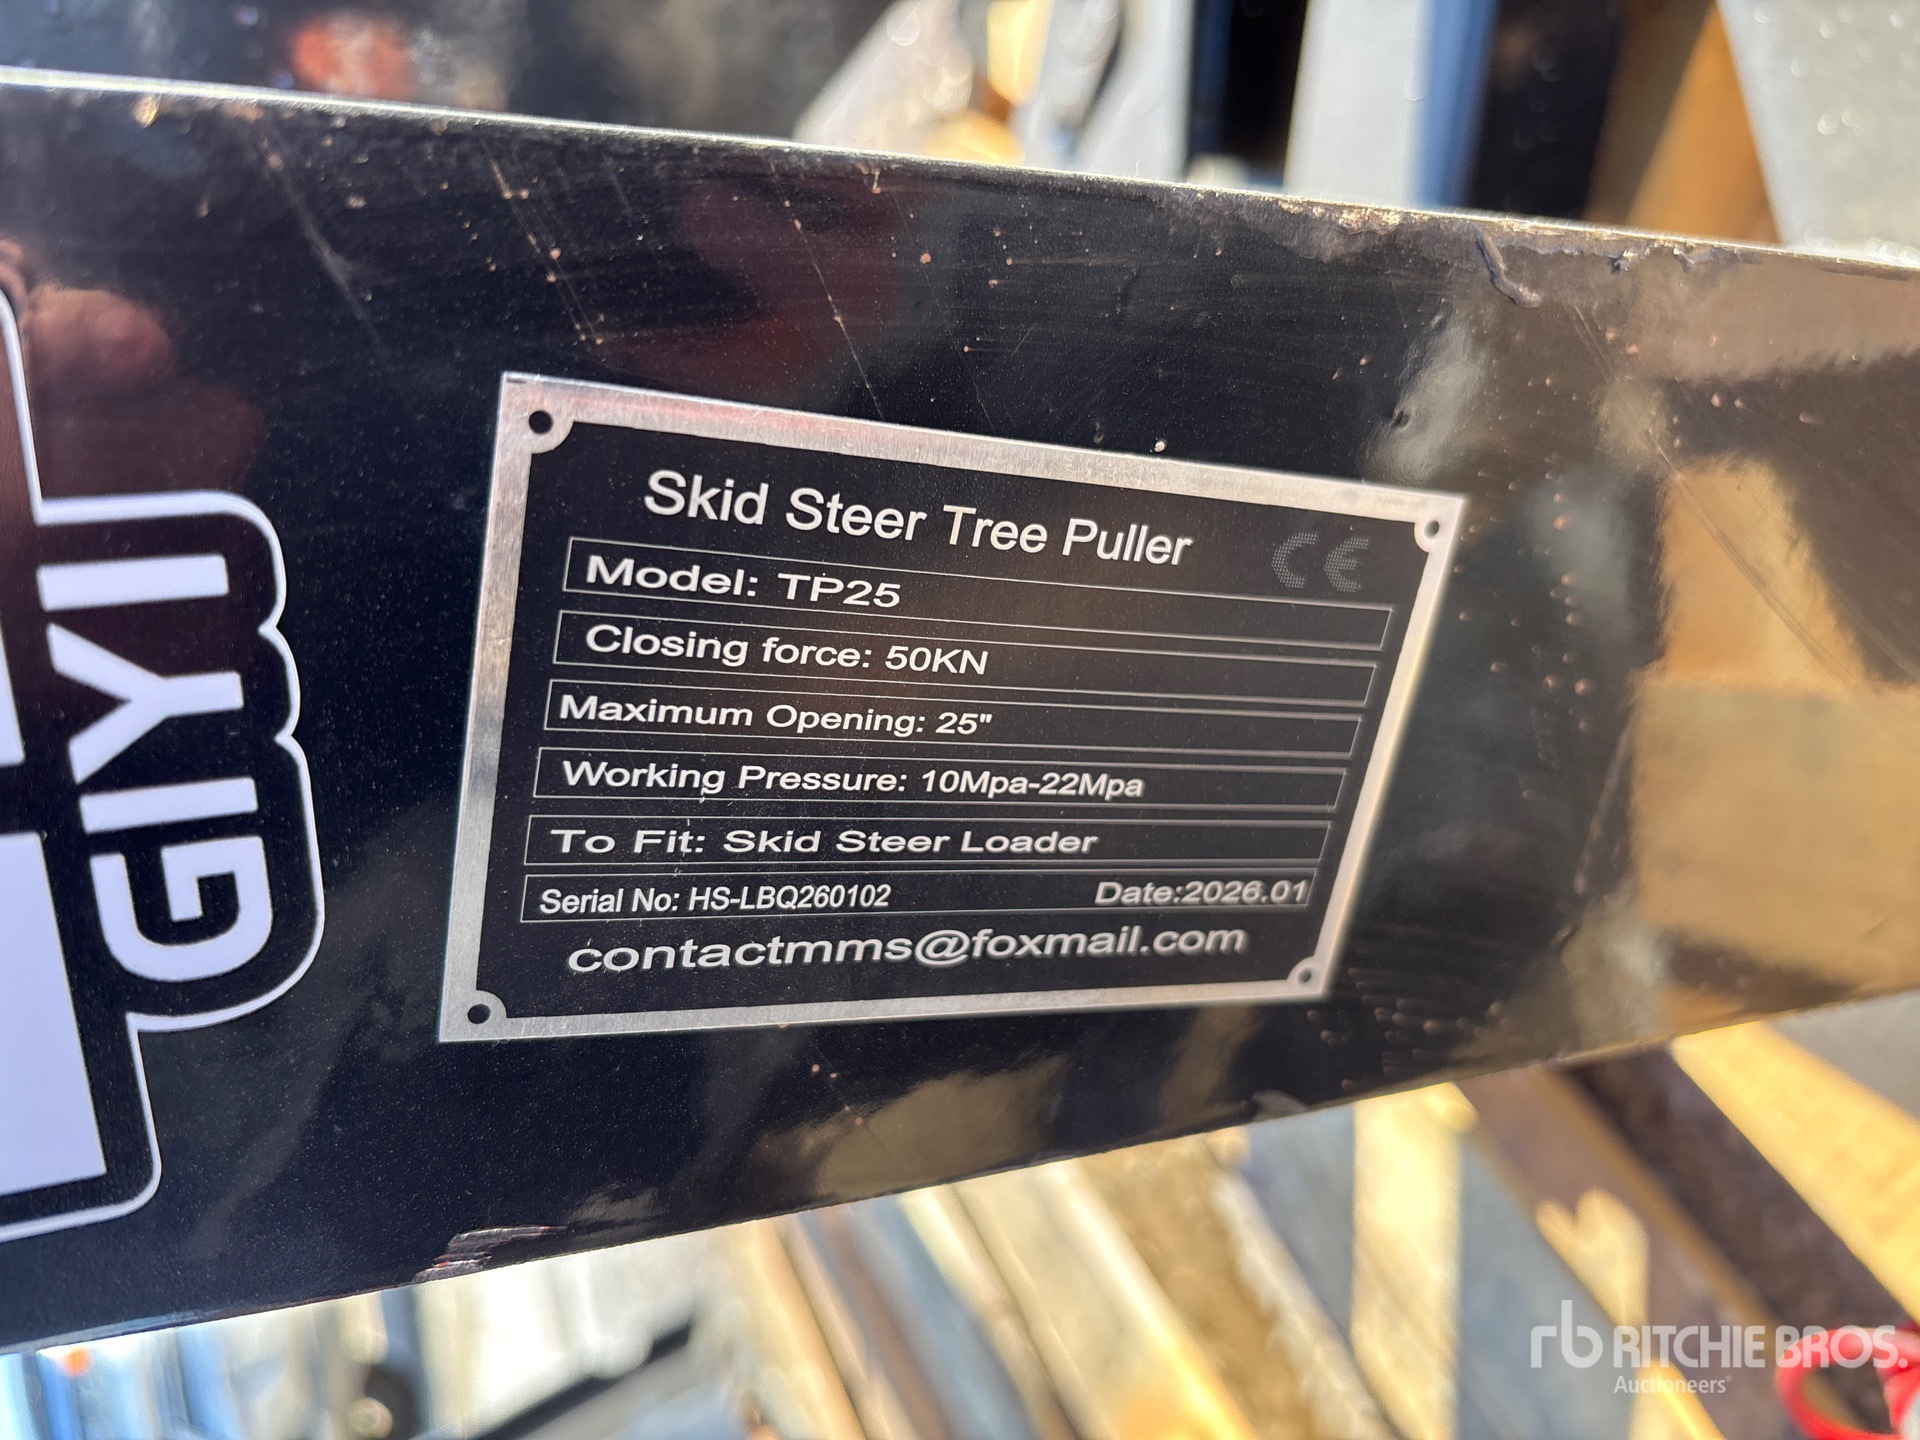 GIYI
Skid Steer Tree Puller
CE
Model: TP25
Closing force: 50KN
Maximum Opening: 25"
Working Pressure: 10Mpa-22Mpa
To Fit: Skid Steer Loader
Serial No: HS-LBQ260102 Date:2026.01
contactmms@foxmail.com
rb RITCHIE BROS.
Auctioneers